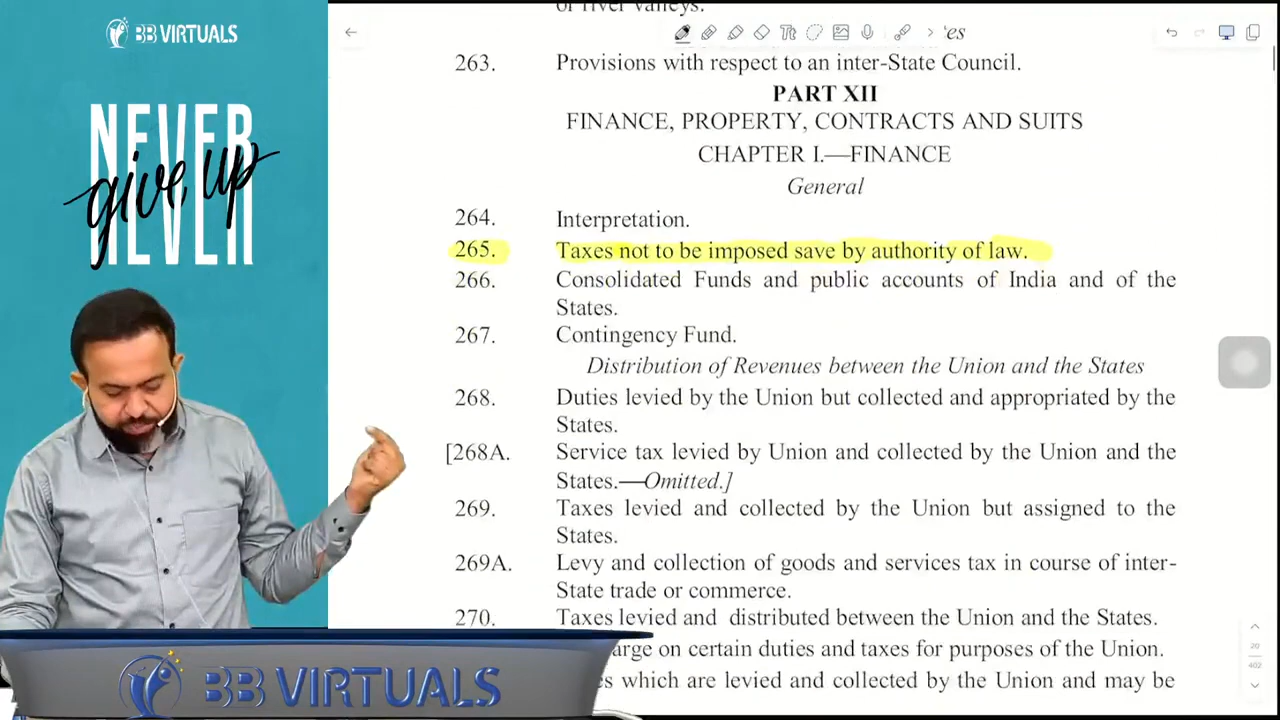 BB VIRTUALS
NEVER
give up
NEVER
of river valleys.
263. Provisions with respect to an inter-State Council.
PART XII
FINANCE, PROPERTY, CONTRACTS AND SUITS
CHAPTER I.—FINANCE
General
264. Interpretation.
265. Taxes not to be imposed save by authority of law.
266. Consolidated Funds and public accounts of India and of the
States.
267. Contingency Fund.
Distribution of Revenues between the Union and the States
268. Duties levied by the Union but collected and appropriated by the
States.
[268A. Service tax levied by Union and collected by the Union and the
States.—Omitted.]
269. Taxes levied and collected by the Union but assigned to the
States.
269A. Levy and collection of goods and services tax in course of inter-
State trade or commerce.
270. Taxes levied and distributed between the Union and the States.
on certain duties and taxes for purposes of the Union.
which are levied and collected by the Union and may be
20
402
BB VIRTUALS